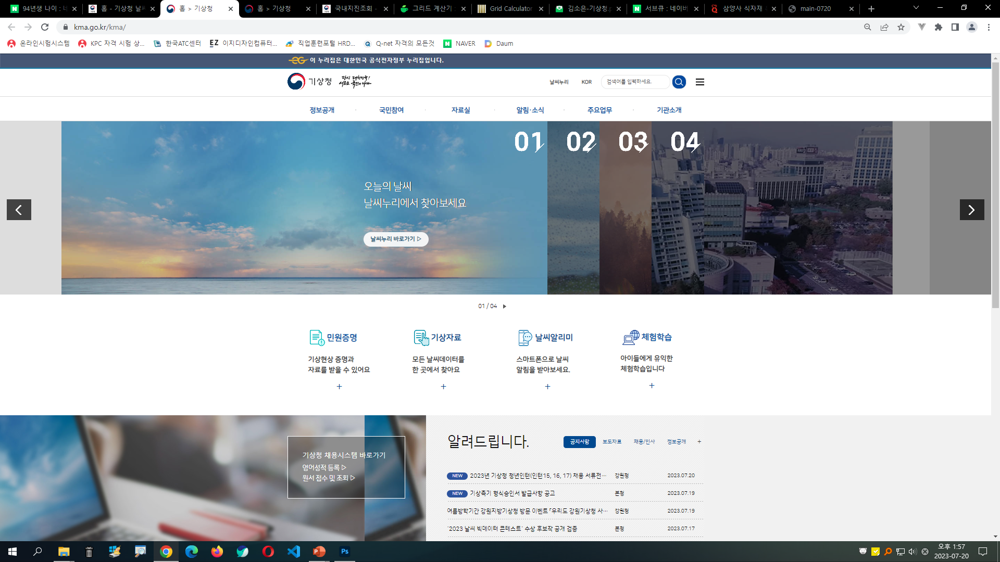 94년생 나이 : 네
홈 - 기상청 날씨
홈 > 기상청
홈 > 기상청
국내지진조회 -
그리드 계산기 :
Grid Calculator
김소은-기상청.p
서브큐 : 네이버
삼양사 식자재
main-0720
kma.go.kr/kma/
온라인시험시스템
KPC 자격 시험 상...
한국ATC센터
EZ 이지디자인컴퓨터...
직업훈련포털 HRD...
Q-net 자격의 모든것
NAVER
Daum
이 누리집은 대한민국 공식전자정부 누리집입니다.
기상청
다시 대한민국!
새로운 국민의 나라
날씨누리
KOR
검색어를 입력하세요.
정보공개
국민참여
자료실
알림·소식
주요업무
기관소개
01
02
03
04
오늘의 날씨
날씨누리에서 찾아보세요
날씨누리 바로가기 ▷
01 / 04
민원증명
기상현상 증명과
자료를 받을 수 있어요
+
기상자료
모든 날씨데이터를
한 곳에서 찾아요
+
날씨알리미
스마트폰으로 날씨
알림을 받아보세요.
+
체험학습
아이들에게 유익한
체험학습입니다
+
기상청 채용시스템 바로가기
영어성적 등록 ▷
원서 접수 및 조회 ▷
알려드립니다.
공지사항
보도자료
채용/인사
정보공개
+
NEW 2023년 기상청 청년인턴(인턴15, 16, 17) 채용 서류전… 강원청 2023.07.20
NEW 기상측기 형식승인서 발급사항 공고 본청 2023.07.19
여름방학기간 강원지방기상청 방문 이벤트 「우리도 강원기상청 사… 강원청 2023.07.19
'2023 날씨 빅데이터 콘테스트' 수상 후보작 공개 검증 본청 2023.07.17
오후 1:57
2023-07-20